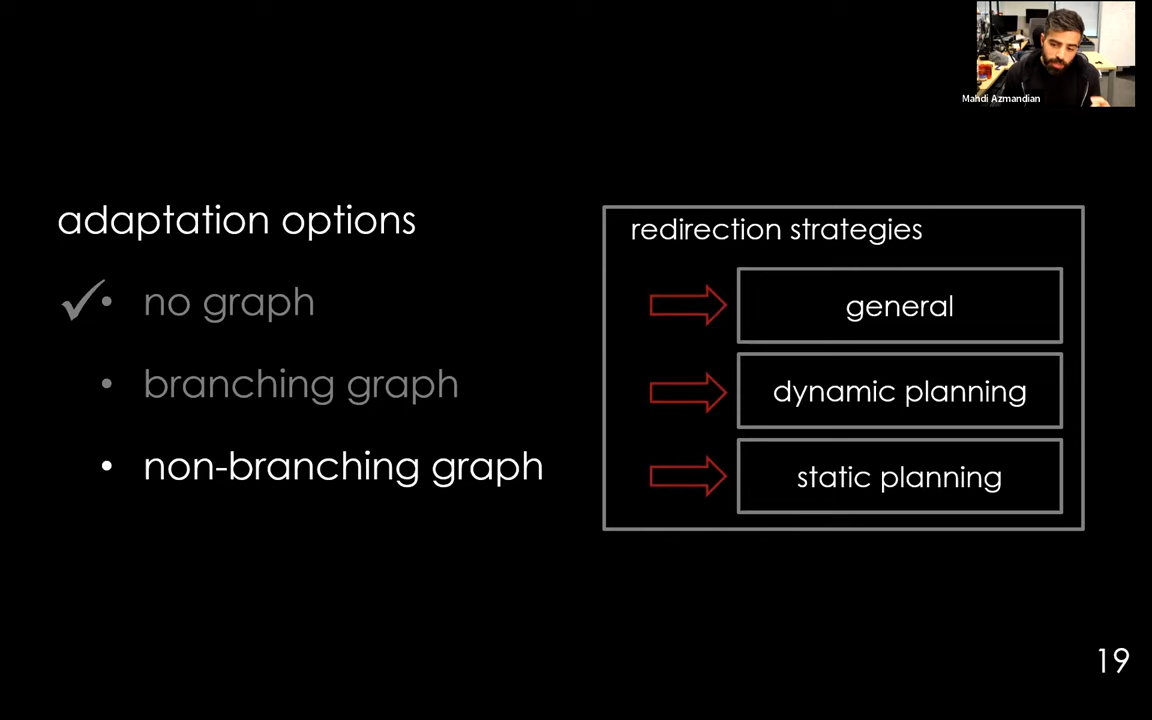 Mahdi Azmandian
adaptation options
✓• no graph
• branching graph
• non-branching graph
redirection strategies
general
dynamic planning
static planning
19